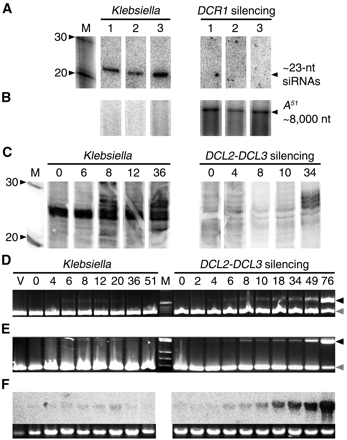 A
M
Klebsiella
DCR1 silencing
1 2 3
1 2 3
30
20
~23-nt
siRNAs
B
A51
~8,000 nt
C
Klebsiella
DCL2-DCL3 silencing
M 0 6 8 12 36
0 4 8 10 34
30
20
D
Klebsiella
DCL2-DCL3 silencing
V 0 4 6 8 12 20 36 51 M 0 2 4 6 8 10 18 34 49 76
E
F